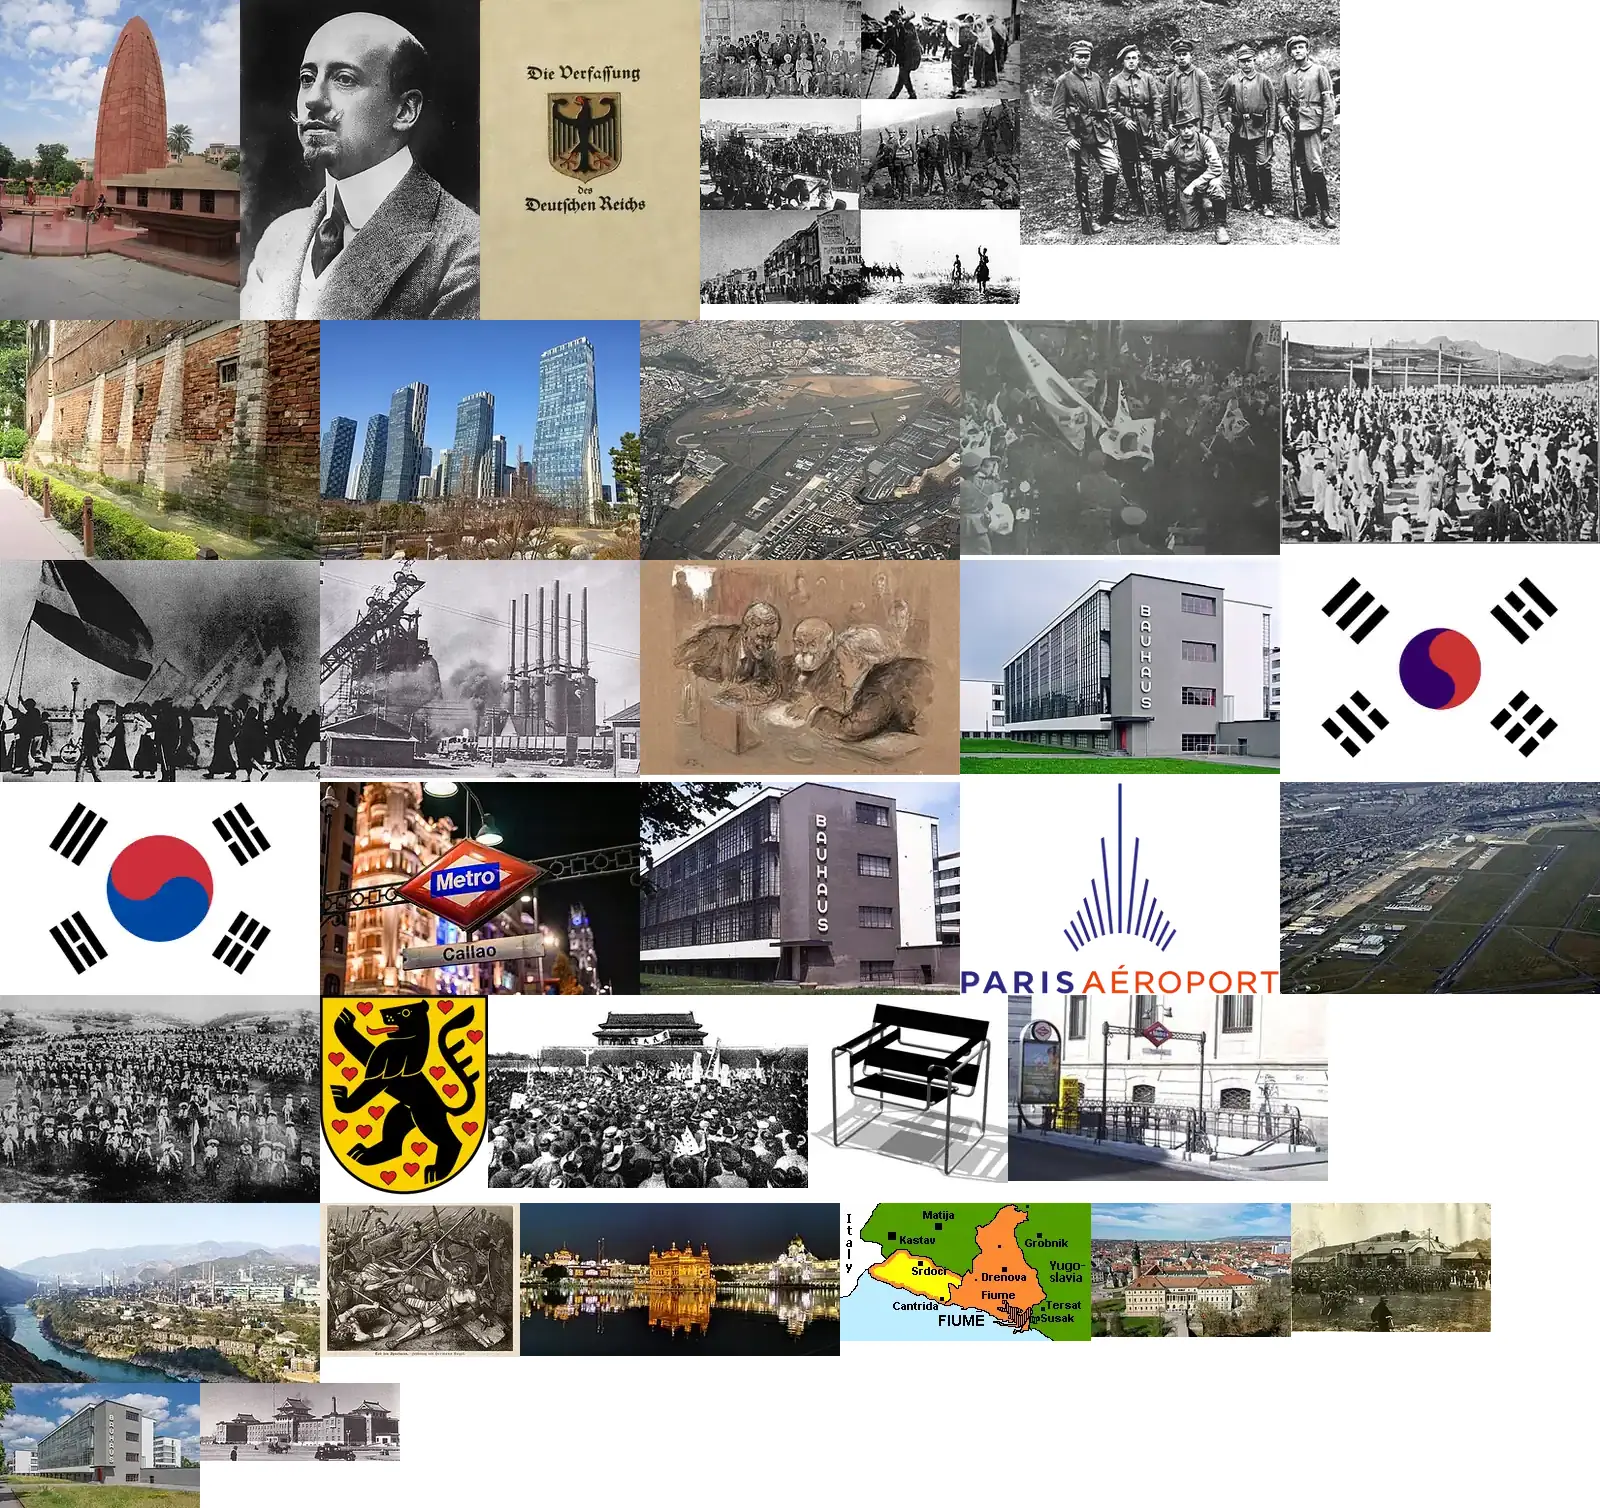 Die Verfassung
des
Deutschen Reichs
BAUHAUS
Metro
Callao
BAUHAUS
PARIS AÉROPORT
Italy
Matija
Kastav
Grobnik
Srdoci
Drenova
Yugo-
slavia
Fiume
Cantrida
Tersat
FIUME
Susak
BAUHAUS